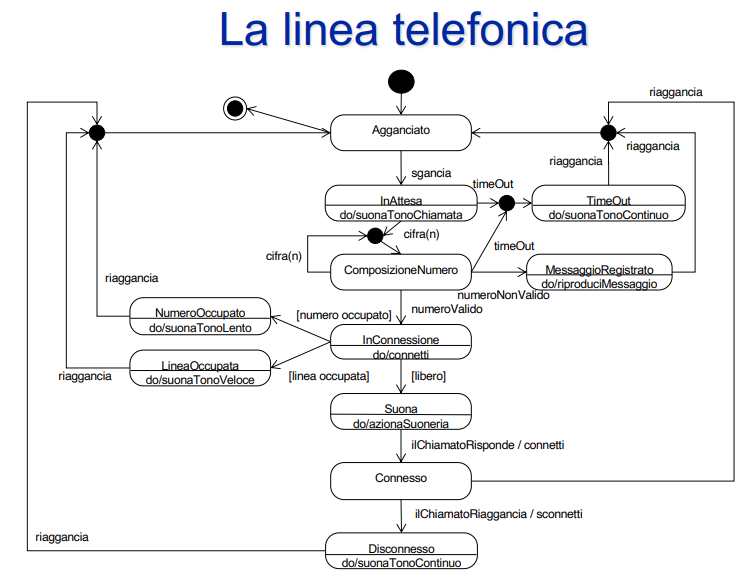 La linea telefonica
riaggancia
Agganciato
riaggancia
sgancia
riaggancia
timeOut
InAttesa
do/suonaTonoChiamata
TimeOut
do/suonaTonoContinuo
cifra(n)
timeOut
cifra(n)
ComposizioneNumero
MessaggioRegistrato
do/riproduciMessaggio
riaggancia
numeroNonValido
numeroValido
NumeroOccupato
do/suonaTonoLento
[numero occupato]
InConnessione
do/connetti
LineaOccupata
do/suonaTonoVeloce
riaggancia
[linea occupata]
[libero]
Suona
do/azionaSuoneria
ilChiamatoRisponde / connetti
Connesso
ilChiamatoRiaggancia / sconnetti
riaggancia
Disconnesso
do/suonaTonoContinuo